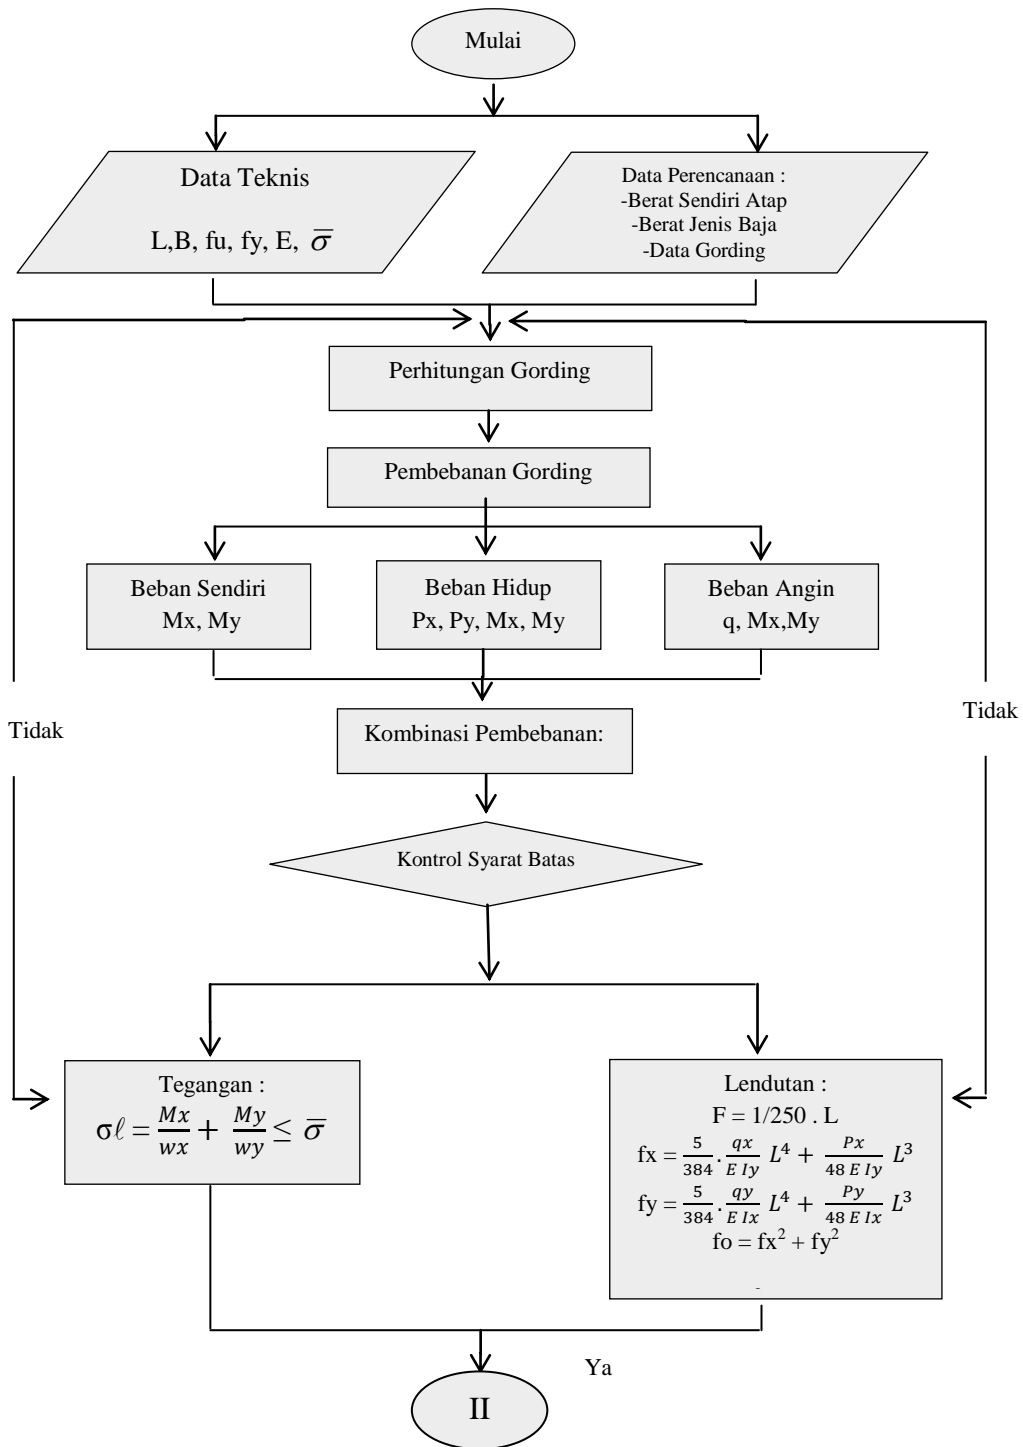 Mulai
Data Teknis
L,B, fu, fy, E, σ̅
Data Perencanaan :
-Berat Sendiri Atap
-Berat Jenis Baja
-Data Gording
Perhitungan Gording
Pembebanan Gording
Beban Sendiri
Mx, My
Beban Hidup
Px, Py, Mx, My
Beban Angin
q, Mx,My
Tidak
Tidak
Kombinasi Pembebanan:
Kontrol Syarat Batas
Tegangan :
σℓ = Mx/wx + My/wy ≤ σ̅
Lendutan :
F = 1/250 . L
fx = 5/384 . qx/E Iy L⁴ + Px/48 E Iy L³
fy = 5/384 . qy/E Ix L⁴ + Py/48 E Ix L³
fo = fx² + fy²
-
Ya
II